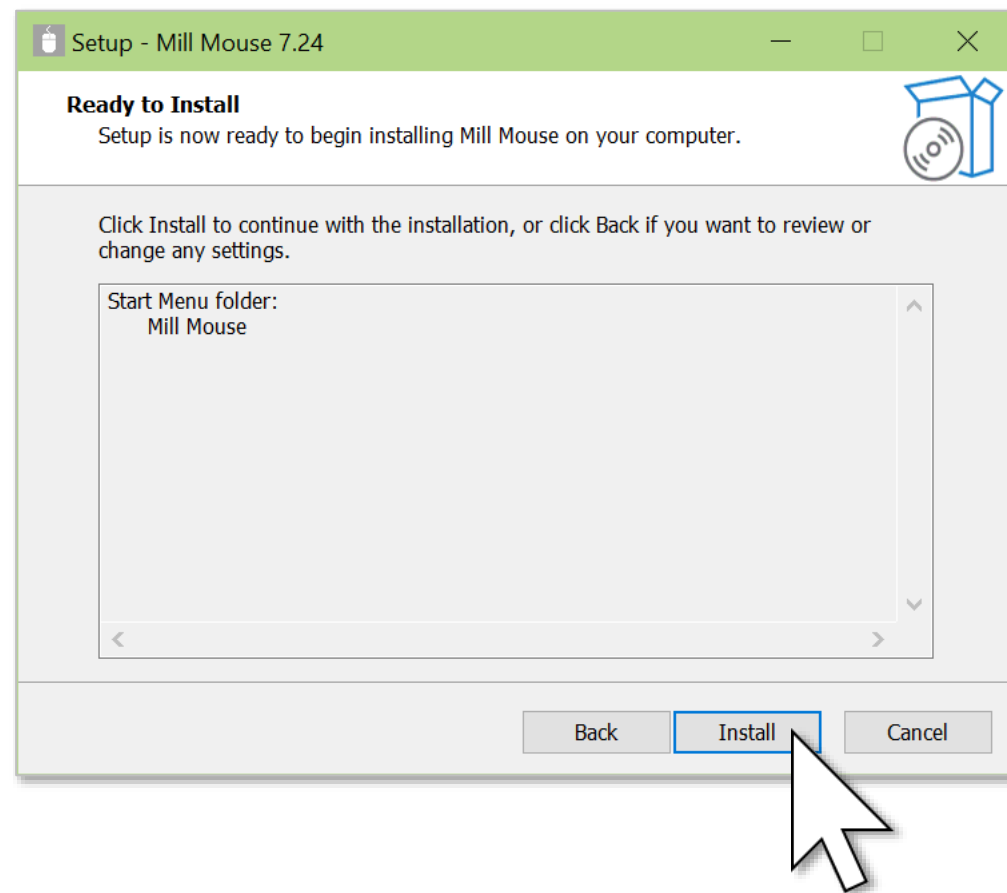 Setup - Mill Mouse 7.24
Ready to Install
Setup is now ready to begin installing Mill Mouse on your computer.
Click Install to continue with the installation, or click Back if you want to review or
change any settings.
Start Menu folder:
Mill Mouse
Back
Install
Cancel